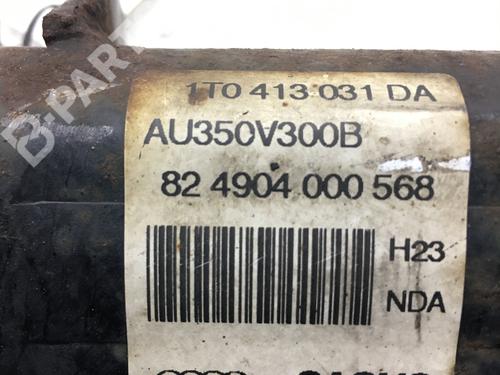 1T0 413 031 DA
AU350V300B
82 4904 000 568
H23
NDA
B-PARTS